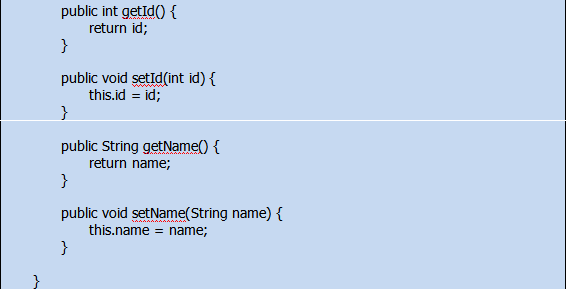 public int getId() {
return id;
}
public void setId(int id) {
this.id = id;
}
public String getName() {
return name;
}
public void setName(String name) {
this.name = name;
}
}